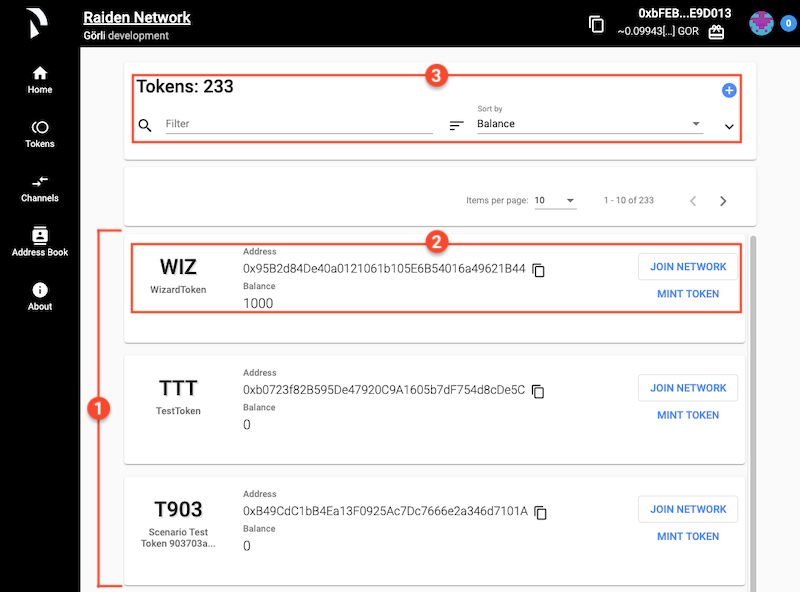 Raiden Network
Görli development
0xbFEB...E9D013
~0.09943[...] GOR
0
Home
Tokens
Channels
Address Book
About
3
Tokens: 233
Filter
Sort by
Balance
Items per page: 10
1 - 10 of 233
1
2
WIZ
WizardToken
Address
0x95B2d84De40a0121061b105E6B54016a49621B44
Balance
1000
JOIN NETWORK
MINT TOKEN
TTT
TestToken
Address
0xb0723f82B595De47920C9A1605b7dF754d8cDe5C
Balance
0
JOIN NETWORK
MINT TOKEN
T903
Scenario Test
Token 903703a...
Address
0xB49CdC1bB4Ea13F0925Ac7Dc7666e2a346d7101A
Balance
0
JOIN NETWORK
MINT TOKEN